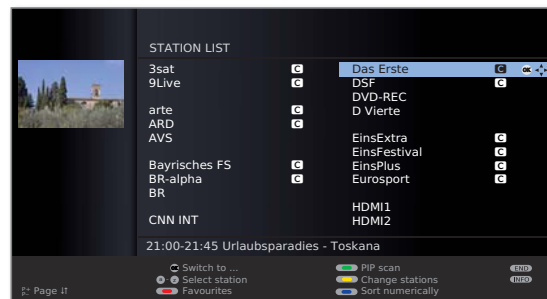 STATION LIST
3sat C
9Live C
arte C
ARD C
AVS
Bayrisches FS C
BR-alpha C
BR
CNN INT
Das Erste C OK
DSF C
DVD-REC
D Vierte
EinsExtra C
EinsFestival C
EinsPlus C
Eurosport C
HDMI1
HDMI2
21:00-21:45 Urlaubsparadies - Toskana
OK Switch to ...
Select station
Favourites
PIP scan
Change stations
Sort numerically
END
INFO
P+ P- Page